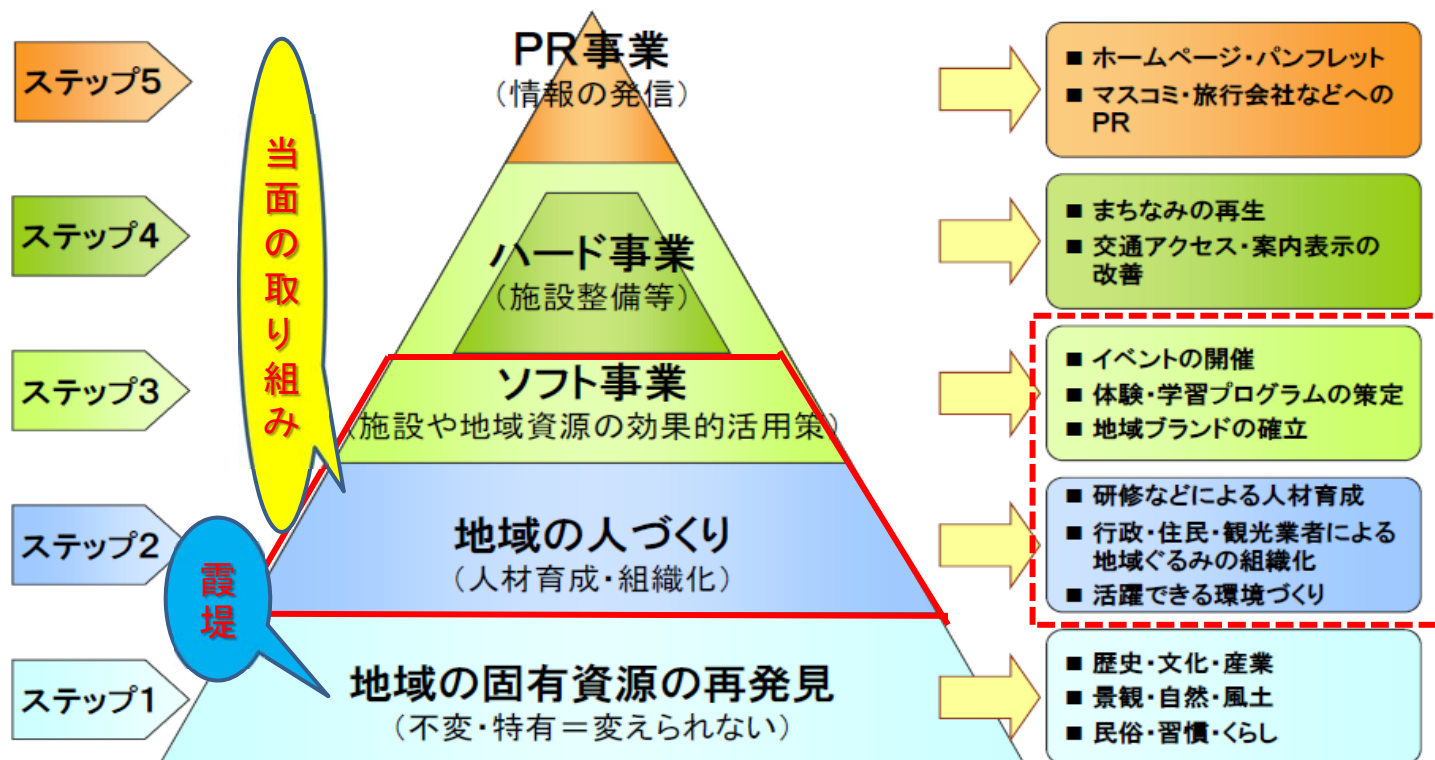 ステップ5
PR事業
(情報の発信)
■ ホームページ・パンフレット
■ マスコミ・旅行会社などへの
PR
当面の取り組み
ステップ4
ハード事業
(施設整備等)
■ まちなみの再生
■ 交通アクセス・案内表示の
改善
ステップ3
ソフト事業
(施設や地域資源の効果的活用策)
■ イベントの開催
■ 体験・学習プログラムの策定
■ 地域ブランドの確立
ステップ2
地域の人づくり
(人材育成・組織化)
■ 研修などによる人材育成
■ 行政・住民・観光業者による
地域ぐるみの組織化
■ 活躍できる環境づくり
霞堤
ステップ1
地域の固有資源の再発見
(不変・特有＝変えられない)
■ 歴史・文化・産業
■ 景観・自然・風土
■ 民俗・習慣・くらし